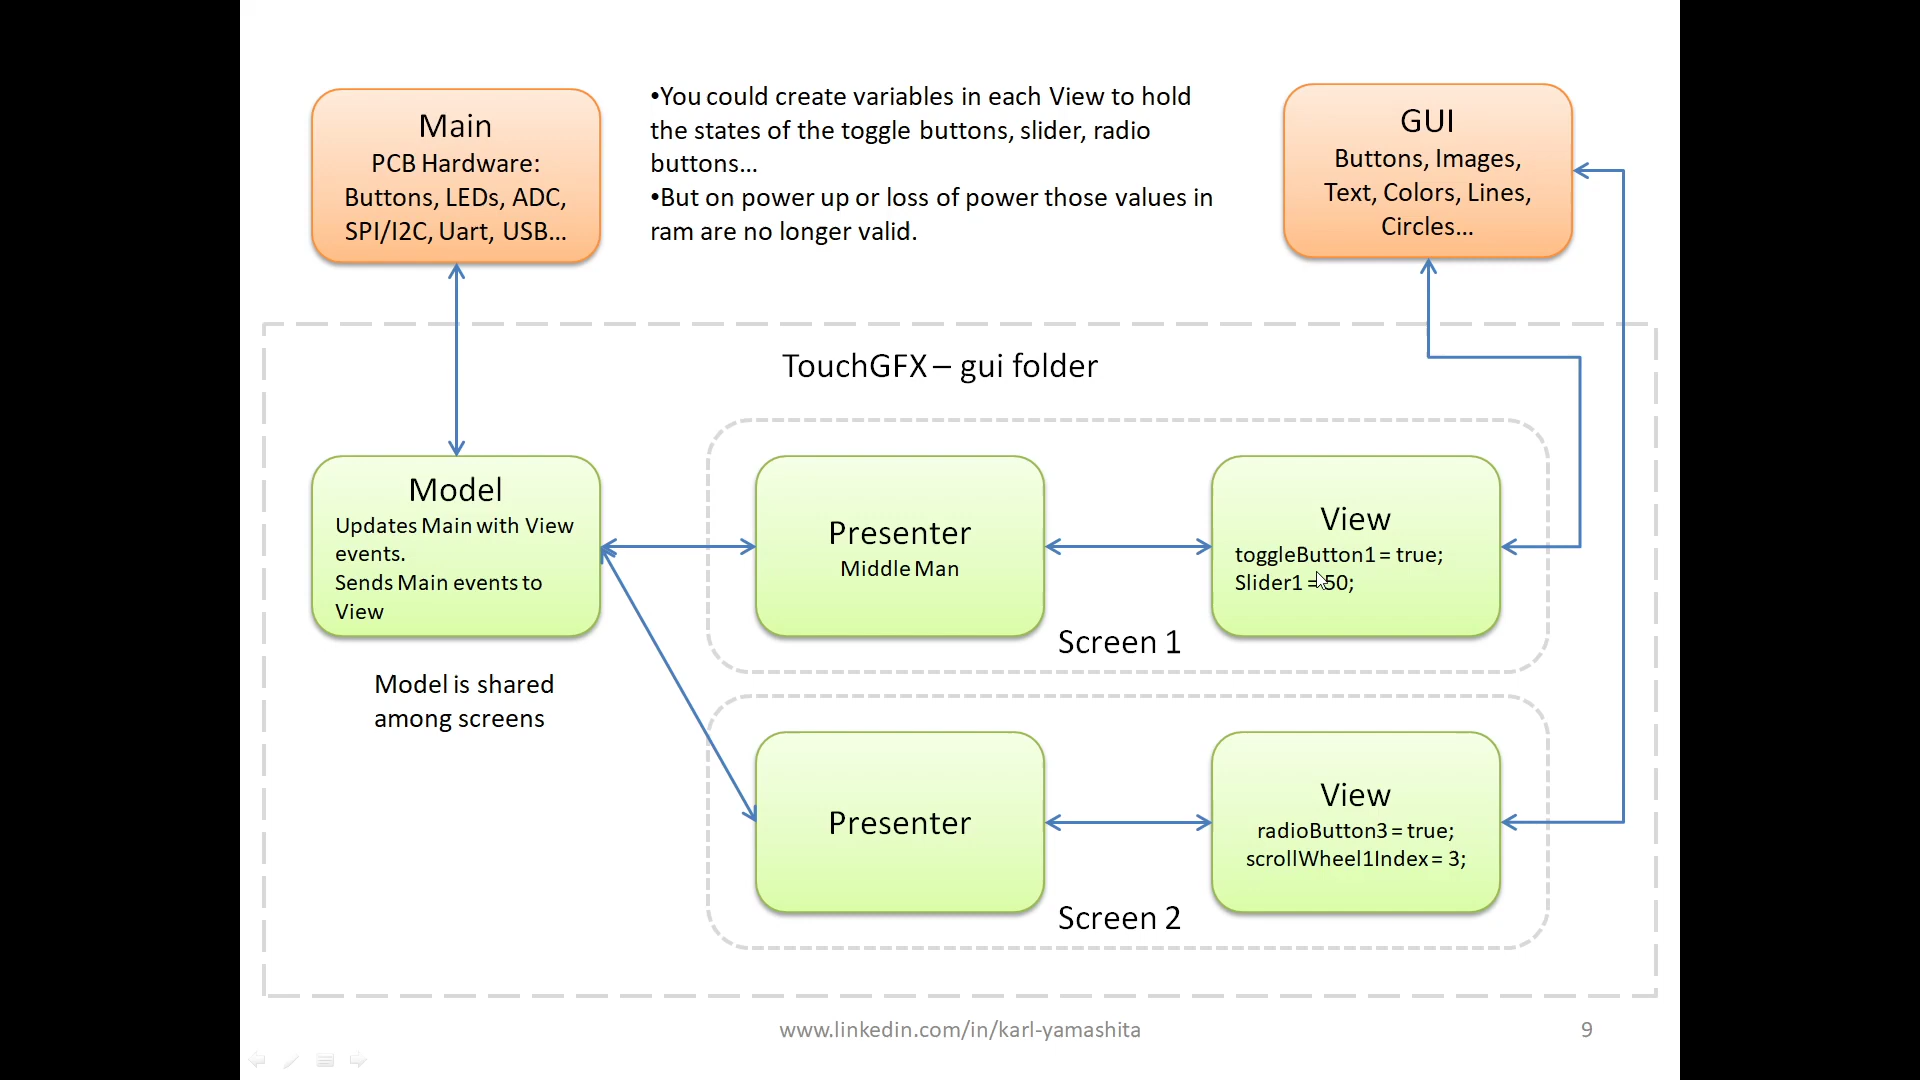 Main
PCB Hardware:
Buttons, LEDs, ADC,
SPI/I2C, Uart, USB…
•You could create variables in each View to hold
the states of the toggle buttons, slider, radio
buttons…
•But on power up or loss of power those values in
ram are no longer valid.
GUI
Buttons, Images,
Text, Colors, Lines,
Circles…
TouchGFX – gui folder
Model
Updates Main with View
events.
Sends Main events to
View
Presenter
Middle Man
View
toggleButton1 = true;
Slider1 = 50;
Screen 1
Model is shared
among screens
Presenter
View
radioButton3 = true;
scrollWheel1Index = 3;
Screen 2
www.linkedin.com/in/karl-yamashita
9